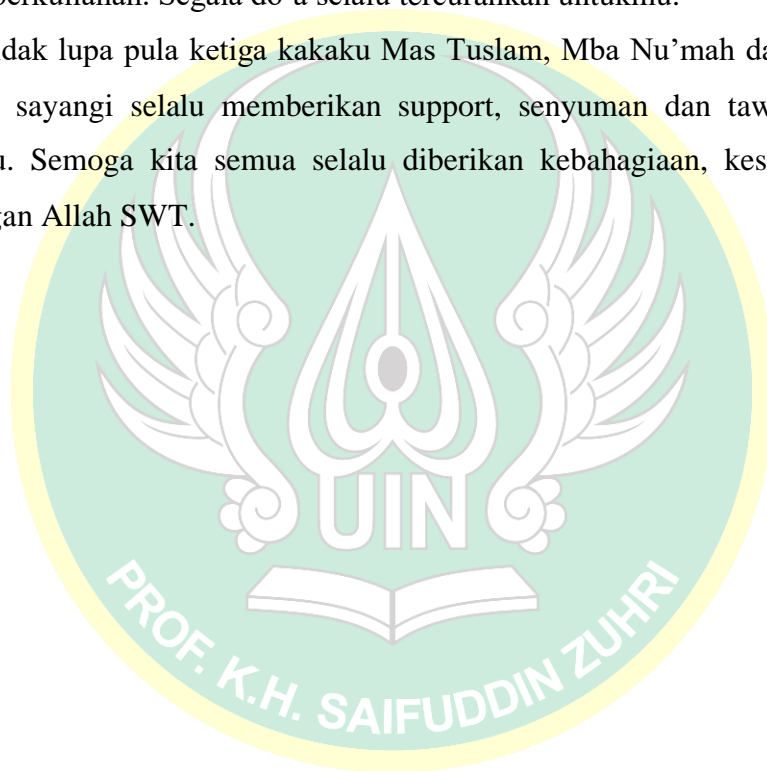 perkuliahan. Segala do'a selalu tercurahkan untukmu.
dak lupa pula ketiga kakaku Mas Tuslam, Mba Nu'mah da
sayangi selalu memberikan support, senyuman dan taw
u. Semoga kita semua selalu diberikan kebahagiaan, kes
gan Allah SWT.
UIN
PROF. K.H. SAIFUDDIN ZUHRI